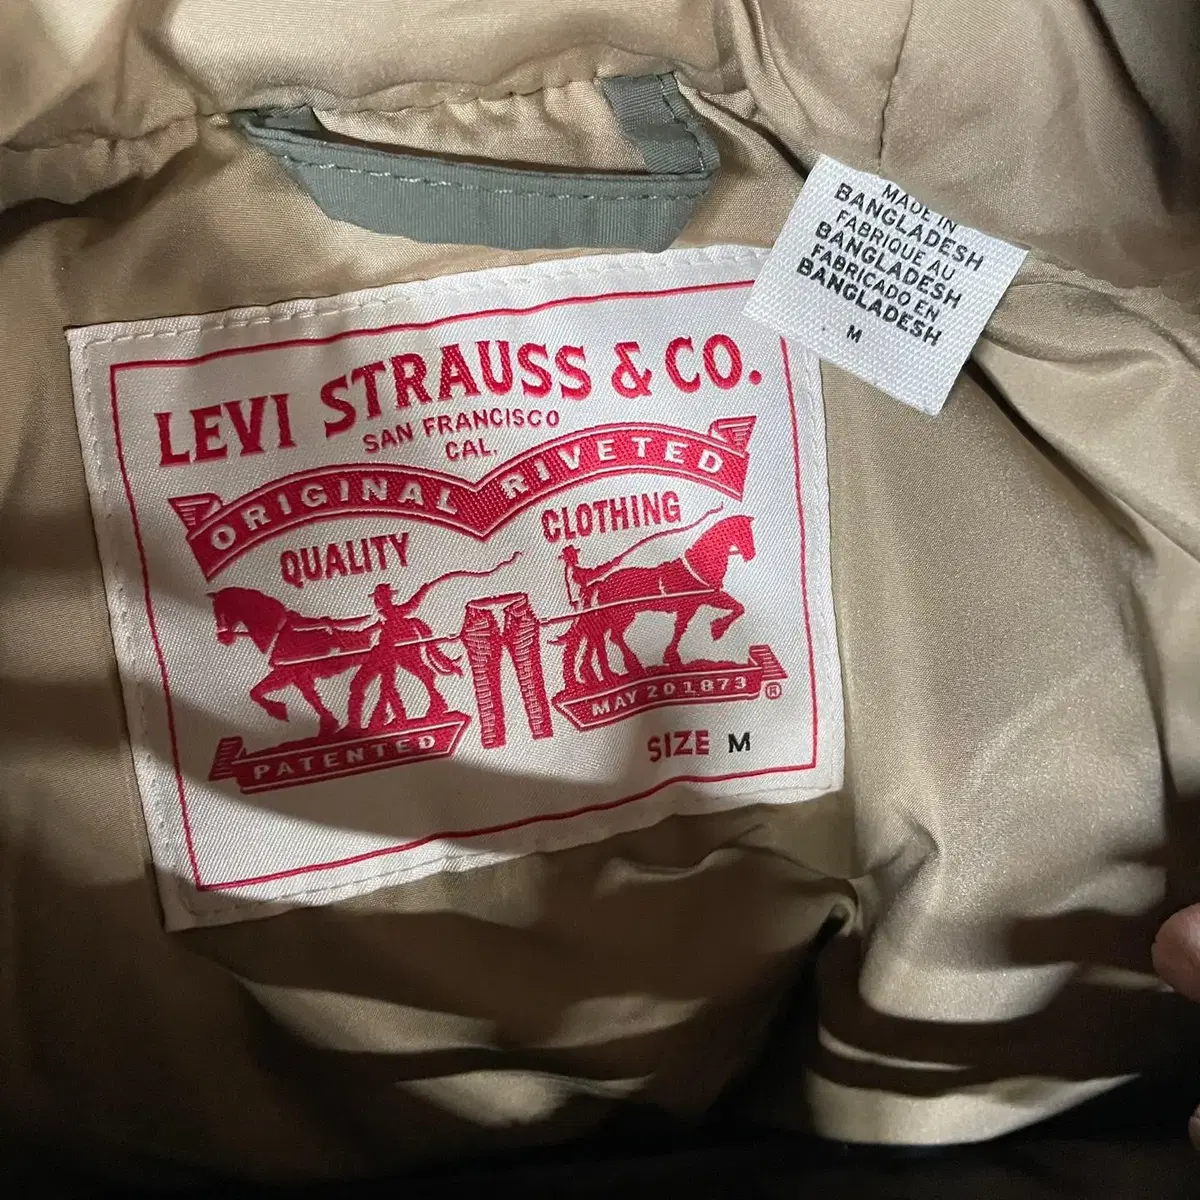 MADE IN
BANGLADESH
FABRIQUE AU
BANGLADESH
FABRICADO EN
BANGLADESH
M
LEVI STRAUSS & CO.
SAN FRANCISCO
CAL.
ORIGINAL RIVETED
QUALITY CLOTHING
PATENTED
MAY 20 1873 ®
SIZE M